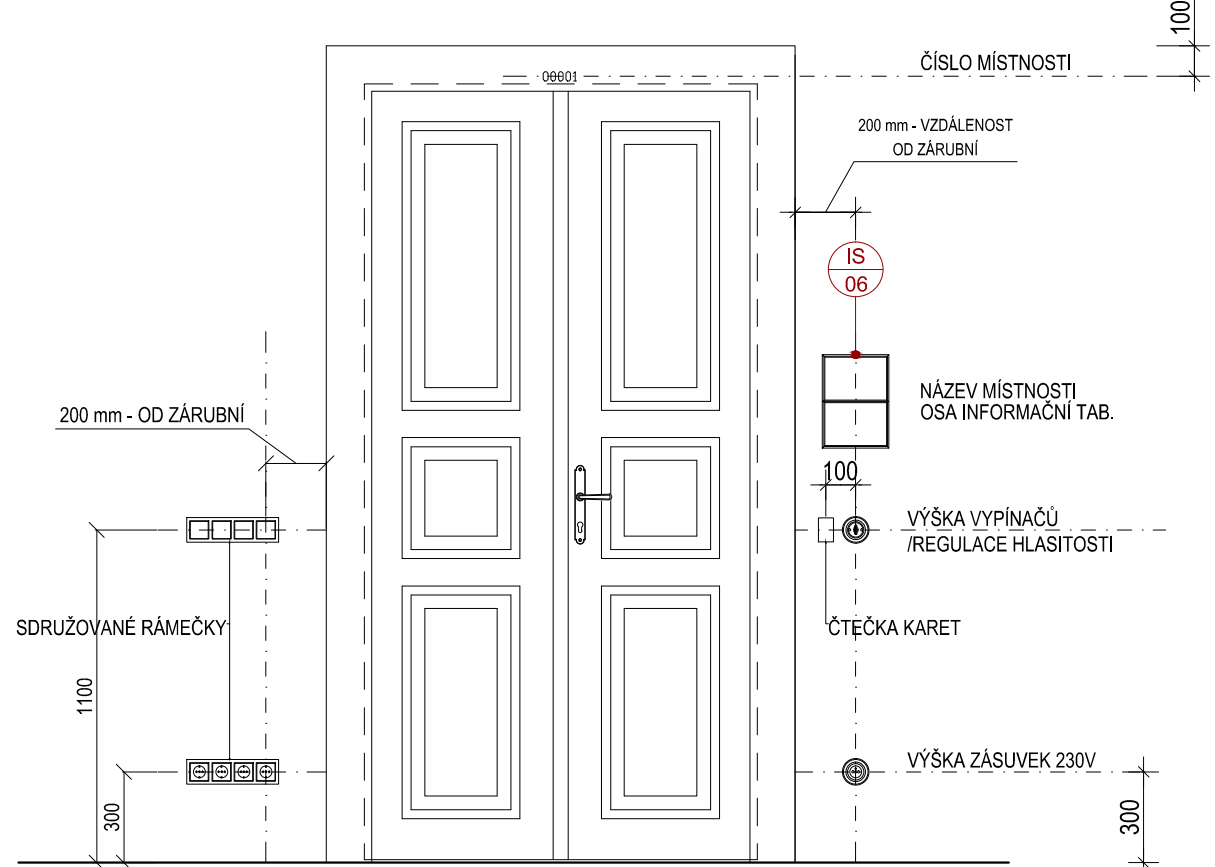 100
ČÍSLO MÍSTNOSTI
00001
200 mm - VZDÁLENOST
OD ZÁRUBNÍ
IS
06
NÁZEV MÍSTNOSTI
OSA INFORMAČNÍ TAB.
200 mm - OD ZÁRUBNÍ
100
VÝŠKA VYPÍNAČŮ
/REGULACE HLASITOSTI
SDRUŽOVANÉ RÁMEČKY
ČTEČKA KARET
1100
VÝŠKA ZÁSUVEK 230V
300
300